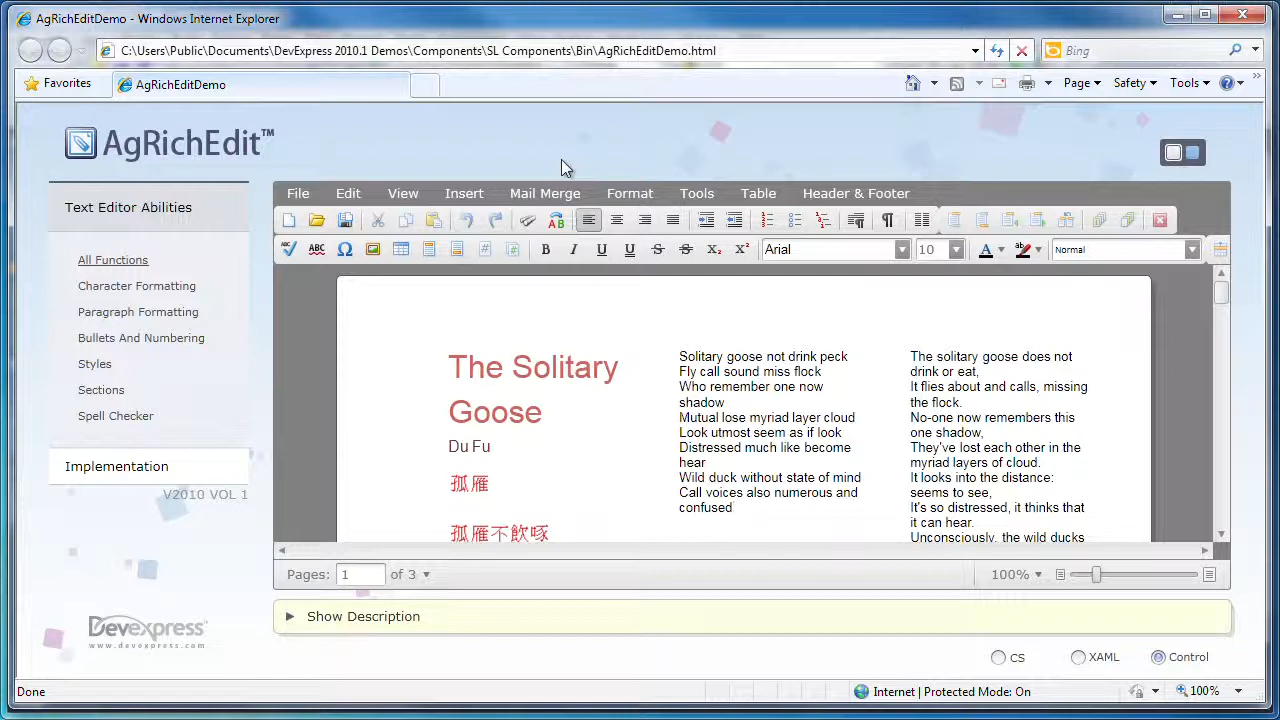 AgRichEditDemo - Windows Internet Explorer
C:\Users\Public\Documents\DevExpress 2010.1 Demos\Components\SL Components\Bin\AgRichEditDemo.html
Bing
Favorites
AgRichEditDemo
Page
Safety
Tools
AgRichEdit™
Text Editor Abilities
All Functions
Character Formatting
Paragraph Formatting
Bullets And Numbering
Styles
Sections
Spell Checker
Implementation
V2010 VOL 1
File Edit View Insert Mail Merge Format Tools Table Header & Footer
Arial
10
Normal
The Solitary
Goose
Du Fu
孤雁
孤雁不飲啄
Solitary goose not drink peck
Fly call sound miss flock
Who remember one now
shadow
Mutual lose myriad layer cloud
Look utmost seem as if look
Distressed much like become
hear
Wild duck without state of mind
Call voices also numerous and
confused
The solitary goose does not
drink or eat,
It flies about and calls, missing
the flock.
No-one now remembers this
one shadow,
They've lost each other in the
myriad layers of cloud.
It looks into the distance:
seems to see,
It's so distressed, it thinks that
it can hear.
Unconsciously, the wild ducks
Pages: 1 of 3
100%
Show Description
DevExpress
www.devexpress.com
CS
XAML
Control
Done
Internet | Protected Mode: On
100%